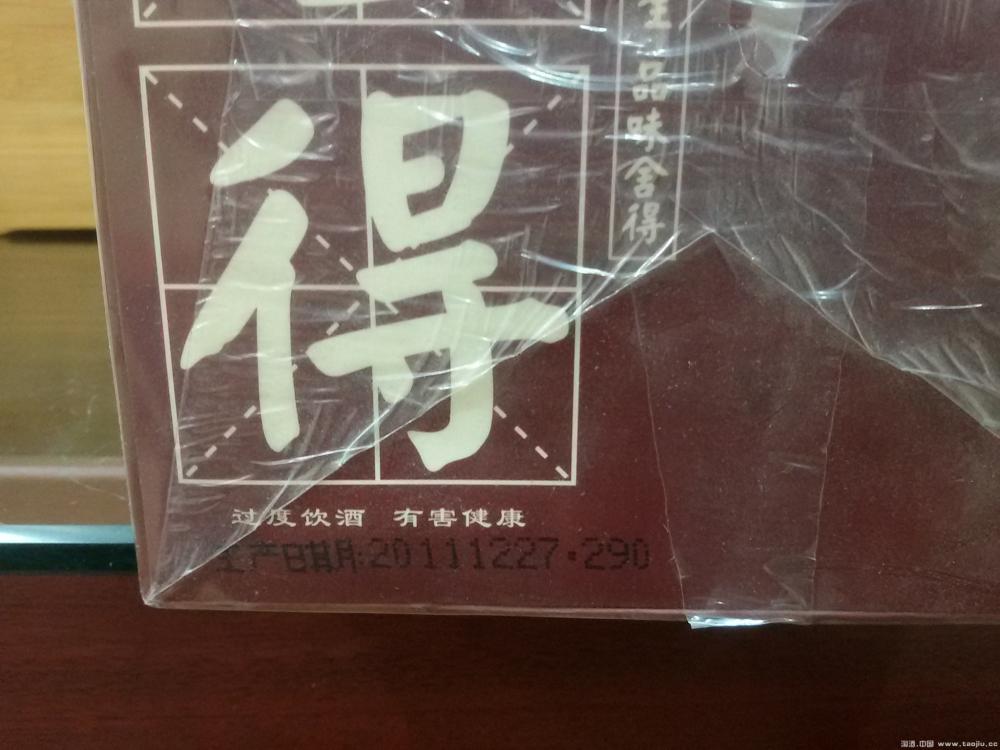 得
品味舍得
过度饮酒 有害健康
生产日期:20111227·290
淘酒.中国 www.taojiu.cc